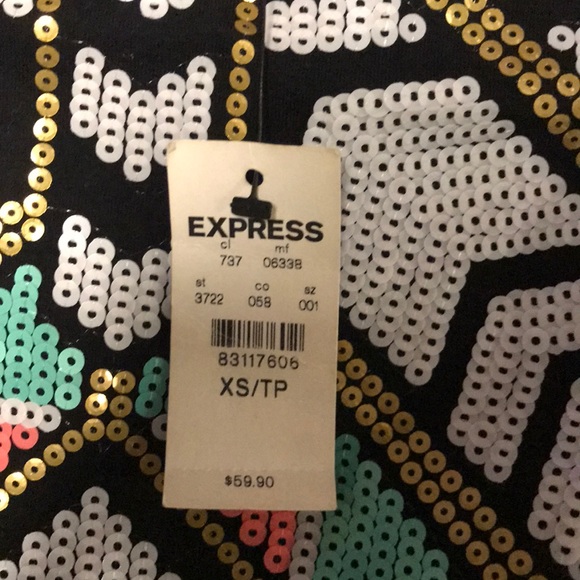 EXPRESS
cl mf
737 06338
st co sz
3722 058 001
83117606
XS/TP
$59.90